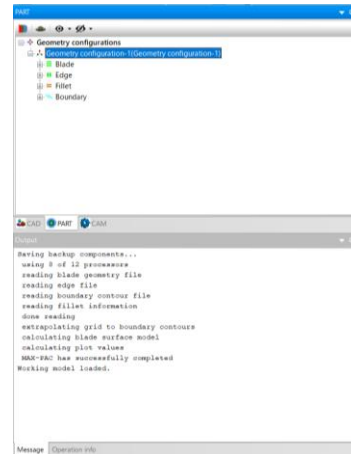 PART
Geometry configurations
Geometry configuration-1(Geometry configuration-1)
Blade
Edge
Fillet
Boundary
CAD PART CAM
Output
Saving backup components...
using 8 of 12 processors
reading blade geometry file
reading edge file
reading boundary contour file
reading fillet information
done reading
extrapolating grid to boundary contours
calculating blade surface model
calculating plot values
MAX-PAC has successfully completed
Working model loaded.
Message Operation info